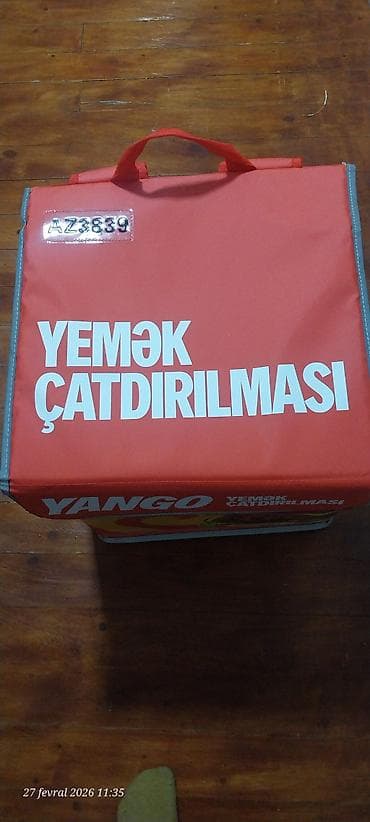 AZ3839
YEMƏK
ÇATDIRILMASI
YANGO YEMƏK
ÇATDIRILMASI
27 fevral 2026 11:35